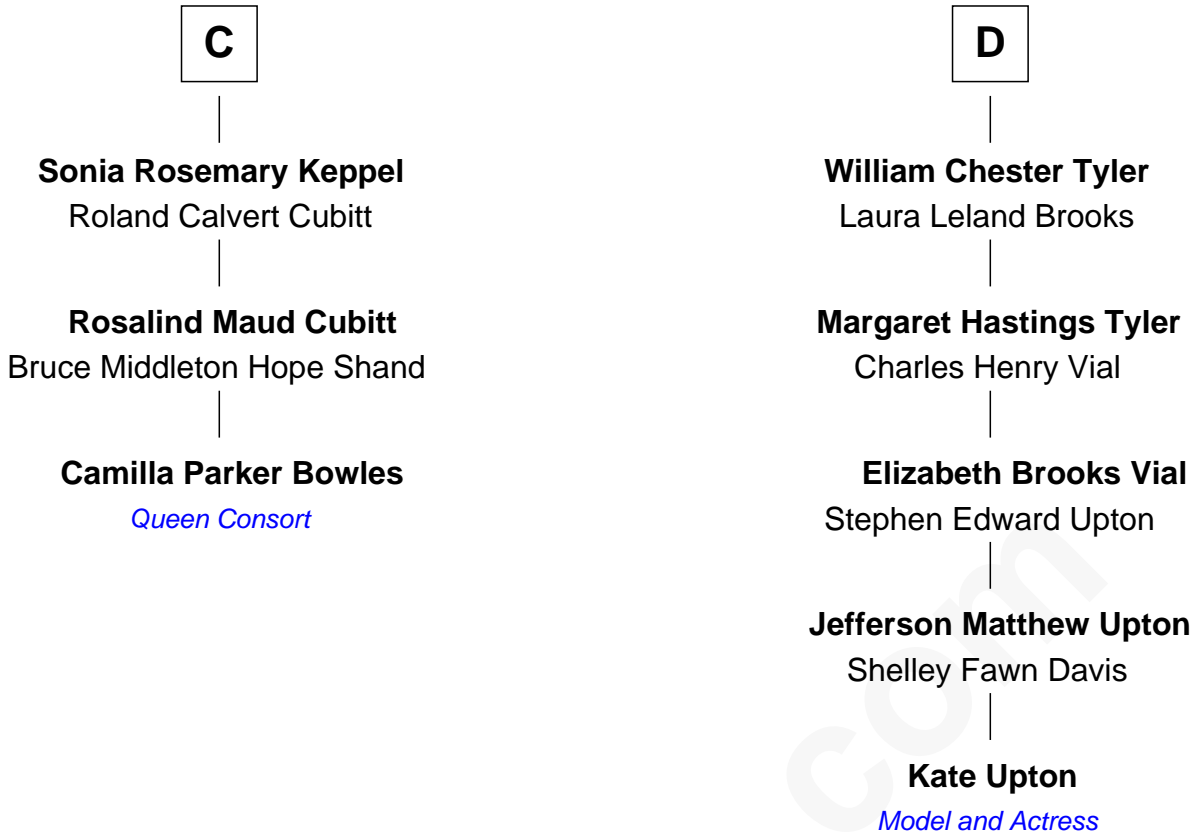 C
Sonia Rosemary Keppel
Roland Calvert Cubitt
Rosalind Maud Cubitt
Bruce Middleton Hope Shand
Camilla Parker Bowles
Queen Consort
D
William Chester Tyler
Laura Leland Brooks
Margaret Hastings Tyler
Charles Henry Vial
Elizabeth Brooks Vial
Stephen Edward Upton
Jefferson Matthew Upton
Shelley Fawn Davis
Kate Upton
Model and Actress
com